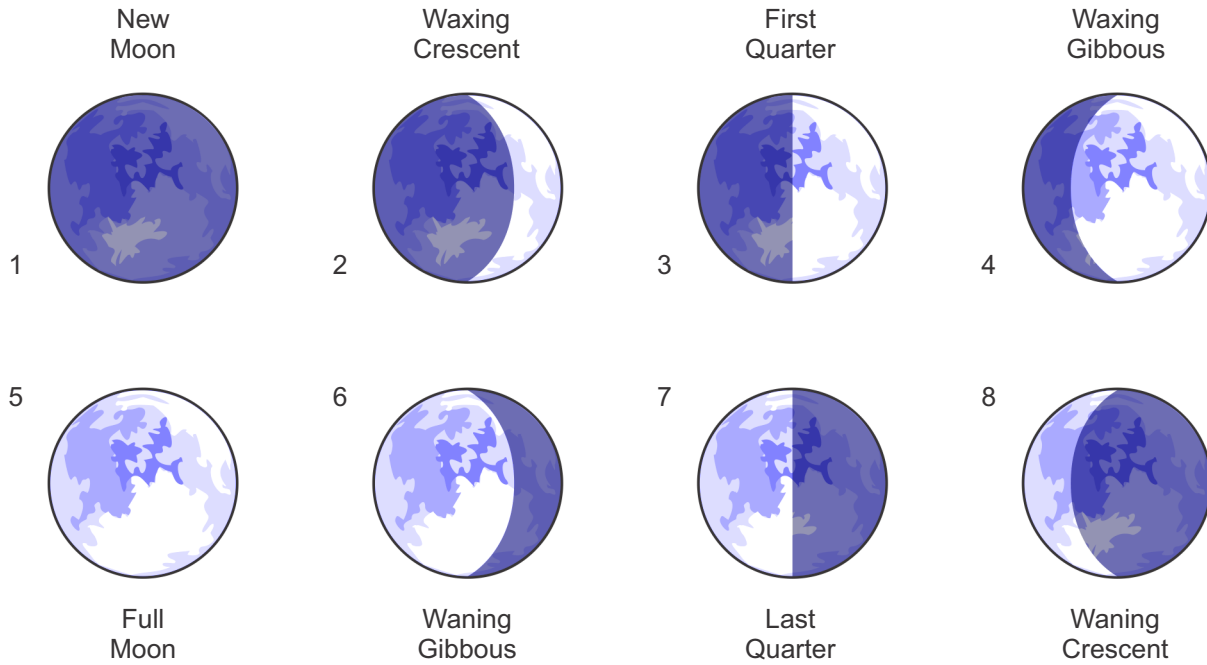 New
Moon
Waxing
Crescent
First
Quarter
Waxing
Gibbous
1
2
3
4
5
6
7
8
Full
Moon
Waning
Gibbous
Last
Quarter
Waning
Crescent